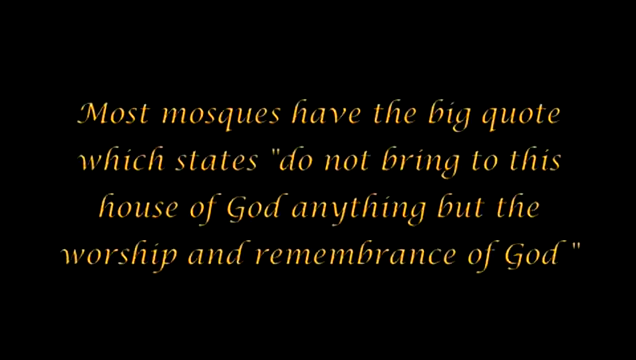 Most mosques have the big quote
which states "do not bring to this
house of God anything but the
worship and remembrance of God "